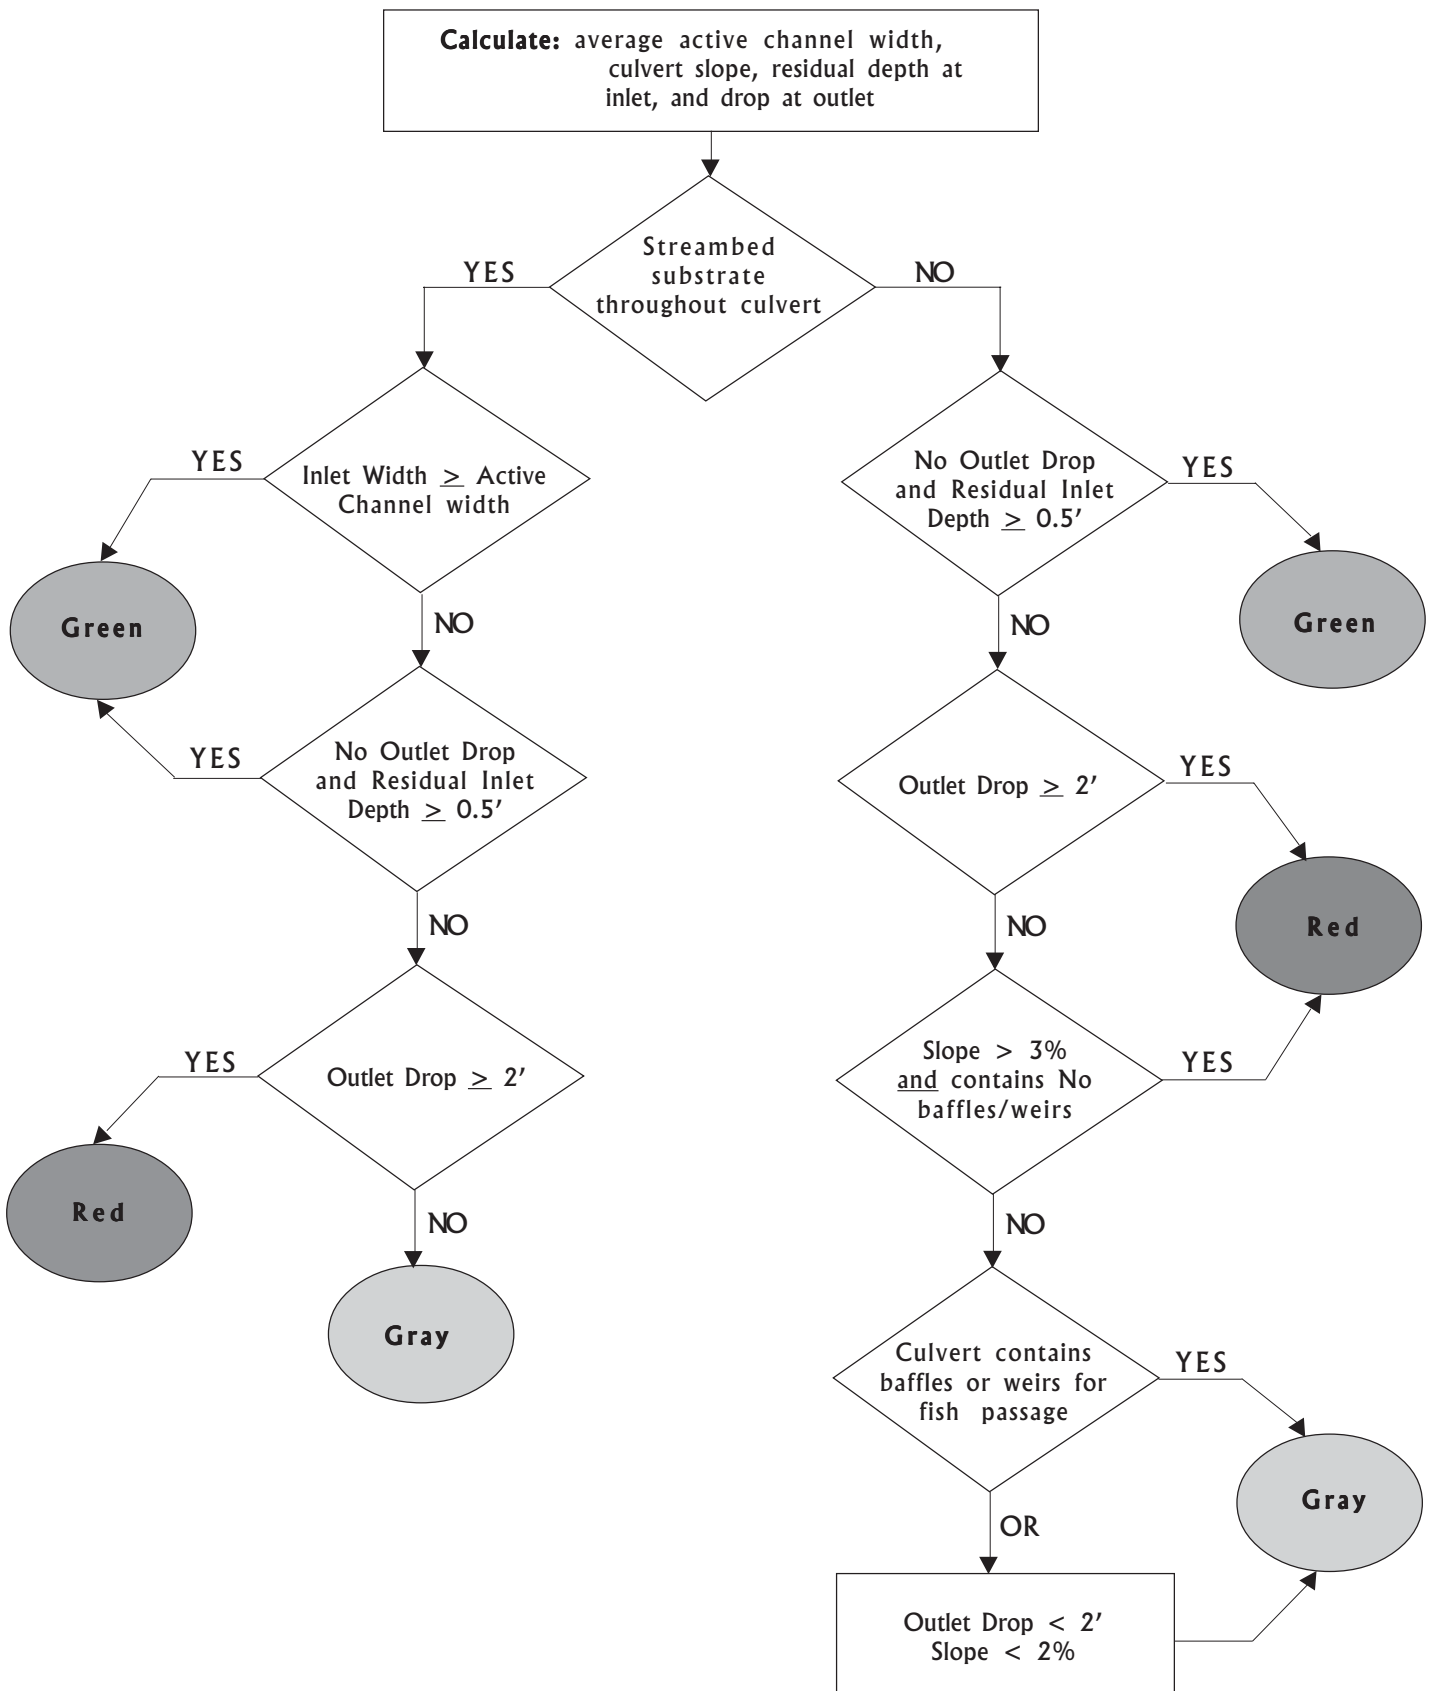 Calculate: average active channel width,
culvert slope, residual depth at
inlet, and drop at outlet
Streambed
substrate
throughout culvert
YES
NO
Inlet Width ≥ Active
Channel width
YES
Green
NO
No Outlet Drop
and Residual Inlet
Depth ≥ 0.5'
YES
NO
Outlet Drop ≥ 2'
YES
Red
NO
Gray
No Outlet Drop
and Residual Inlet
Depth ≥ 0.5'
YES
Green
NO
Outlet Drop ≥ 2'
YES
Red
NO
Slope > 3%
and contains No
baffles/weirs
YES
NO
Culvert contains
baffles or weirs for
fish passage
YES
Gray
OR
Outlet Drop < 2'
Slope < 2%